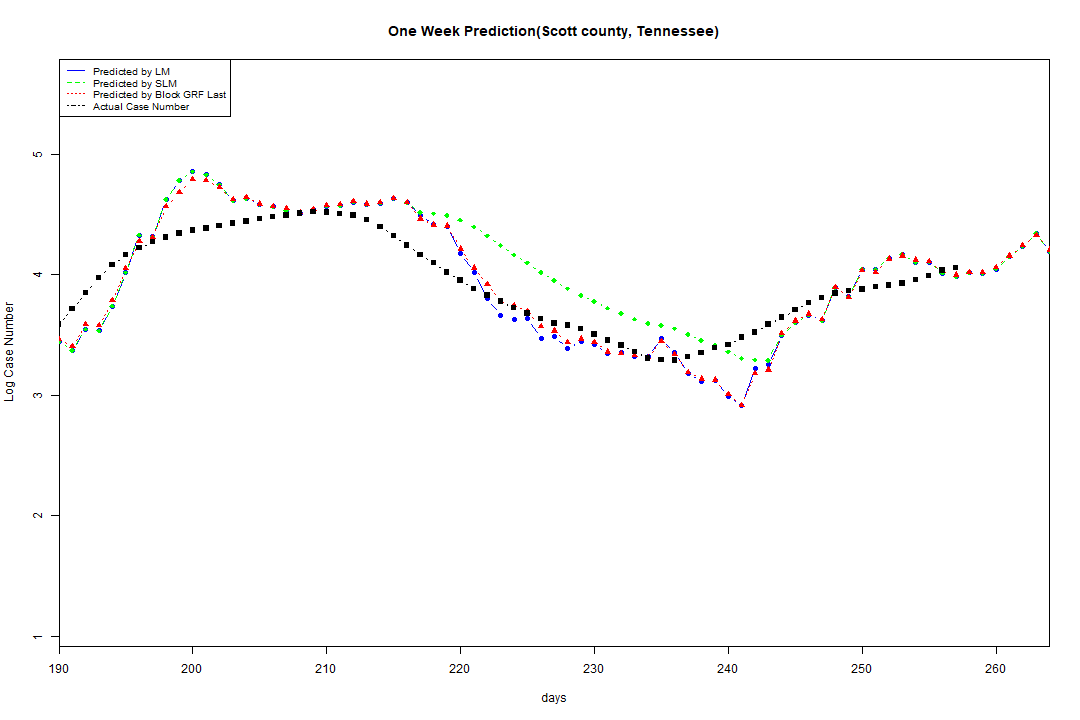 One Week Prediction(Scott county, Tennessee)
Predicted by LM
Predicted by SLM
Predicted by Block GRF Last
Actual Case Number
5
4
3
2
1
Log Case Number
190 200 210 220 230 240 250 260
days